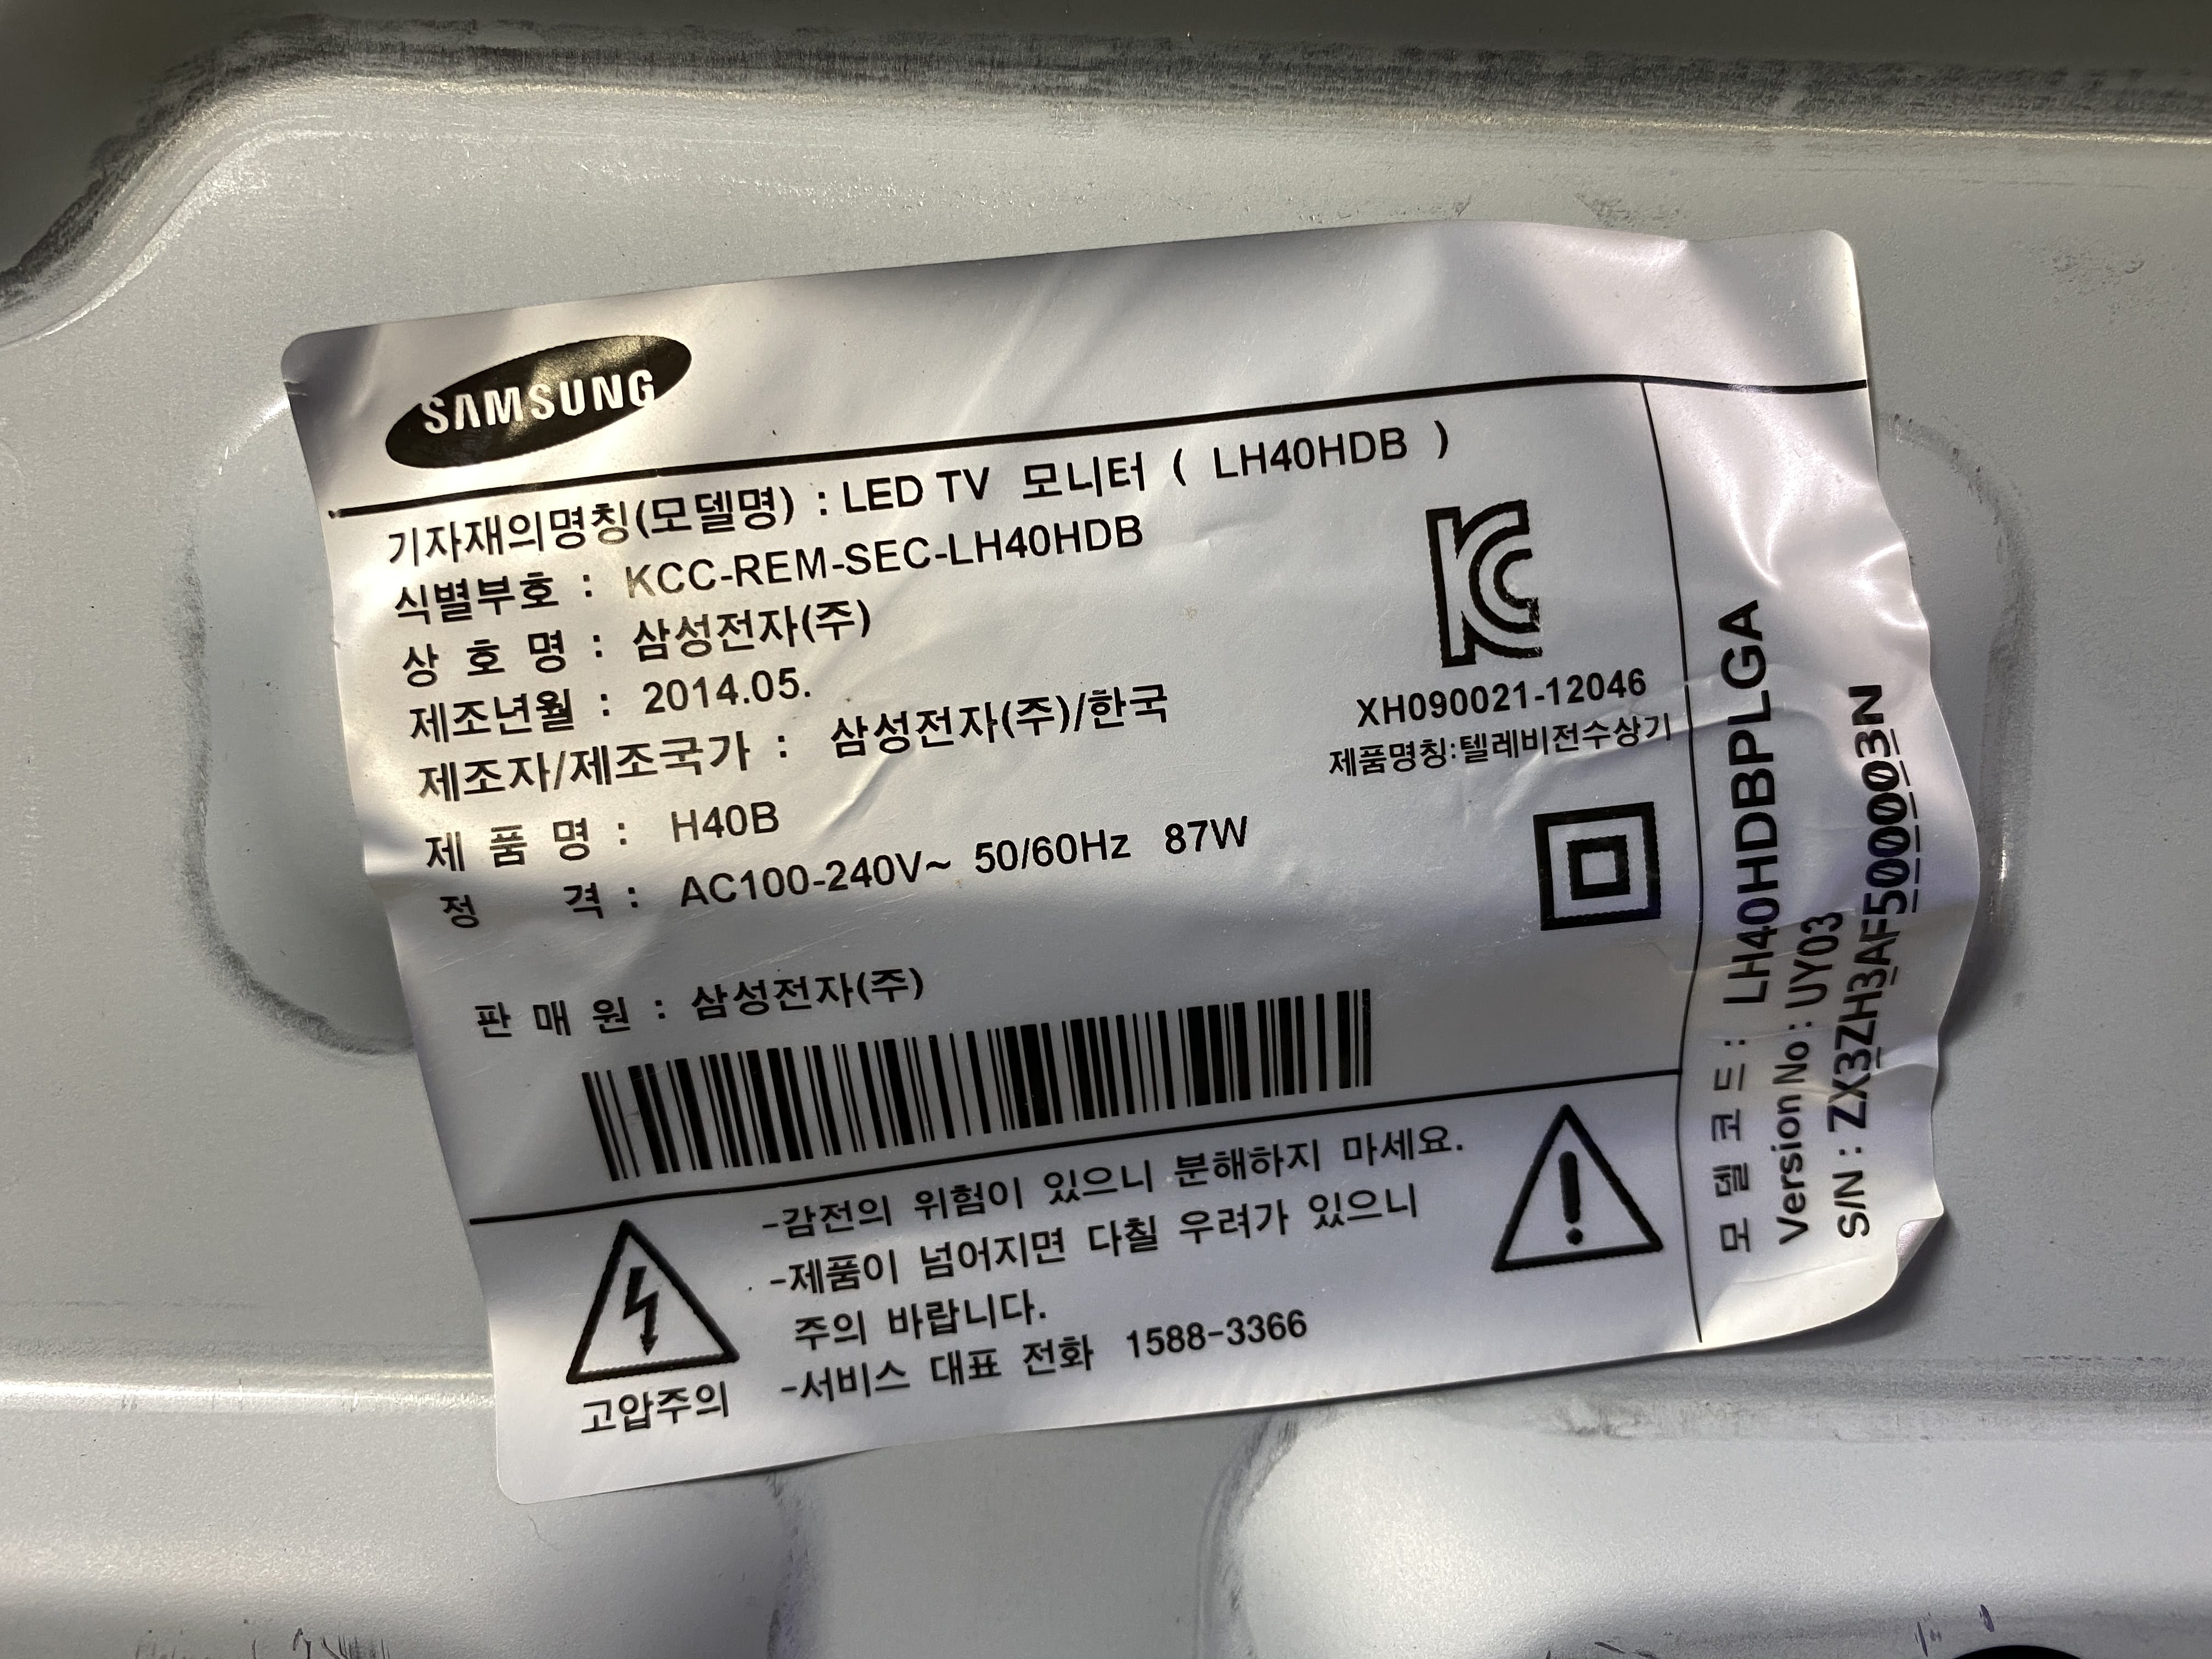 SAMSUNG
기자재의명칭(모델명) : LED TV 모니터 ( LH40HDB )
식별부호 : KCC-REM-SEC-LH40HDB
상 호 명 : 삼성전자(주)
제조년월 : 2014.05.
제조자/제조국가 : 삼성전자(주)/한국
제 품 명 : H40B
정 격 : AC100-240V~ 50/60Hz 87W
판 매 원 : 삼성전자(주)
KC
XH090021-12046
제품명칭:텔레비전수상기
-감전의 위험이 있으니 분해하지 마세요.
-제품이 넘어지면 다칠 우려가 있으니
주의 바랍니다.
-서비스 대표 전화 1588-3366
고압주의
모 델 코 드 : LH40HDBPLGA
Version No : UY03
S/N : ZX3ZH3AF500003N